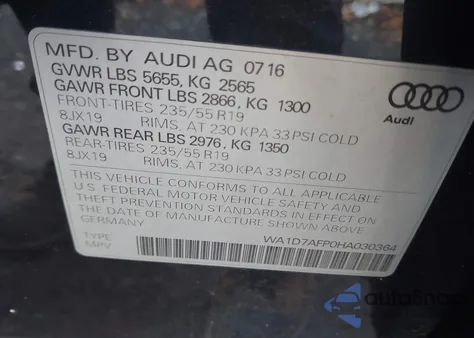 MFD. BY AUDI AG 0716
GVWR LBS 5655, KG 2565
GAWR FRONT LBS 2866, KG 1300
FRONT-TIRES 235/55 R19
8JX19 RIMS, AT 230 KPA 33 PSI COLD
GAWR REAR LBS 2976, KG 1350
REAR-TIRES 235/55 R19
8JX19 RIMS, AT 230 KPA 33 PSI COLD
THIS VEHICLE CONFORMS TO ALL APPLICABLE
U.S. FEDERAL MOTOR VEHICLE SAFETY AND
THEFT PREVENTION STANDARDS IN EFFECT ON
THE DATE OF MANUFACTURE SHOWN ABOVE
GERMANY
TYPE WA1D7AFP0HA030364
MPV
Audi